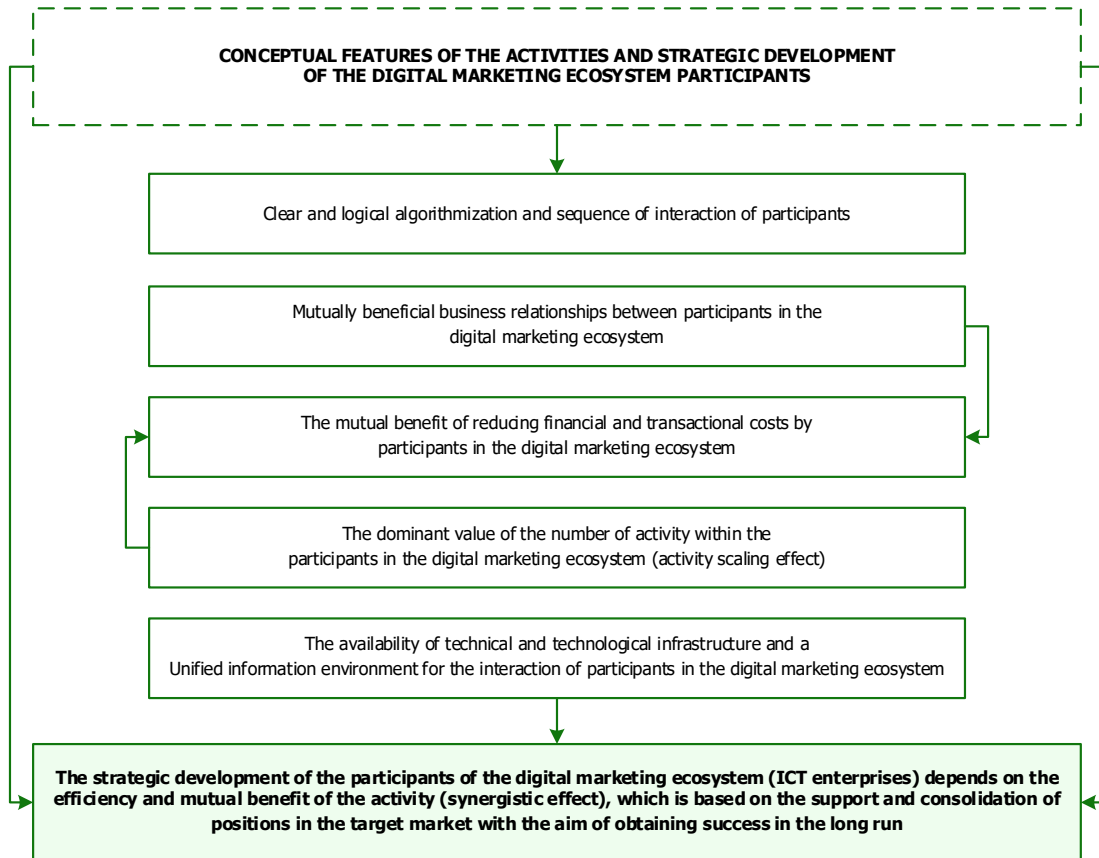 CONCEPTUAL FEATURES OF THE ACTIVITIES AND STRATEGIC DEVELOPMENT
OF THE DIGITAL MARKETING ECOSYSTEM PARTICIPANTS
Clear and logical algorithmization and sequence of interaction of participants
Mutually beneficial business relationships between participants in the
digital marketing ecosystem
The mutual benefit of reducing financial and transactional costs by
participants in the digital marketing ecosystem
The dominant value of the number of activity within the
participants in the digital marketing ecosystem (activity scaling effect)
The availability of technical and technological infrastructure and a
Unified information environment for the interaction of participants in the digital marketing ecosystem
The strategic development of the participants of the digital marketing ecosystem (ICT enterprises) depends on the
efficiency and mutual benefit of the activity (synergistic effect), which is based on the support and consolidation of
positions in the target market with the aim of obtaining success in the long run